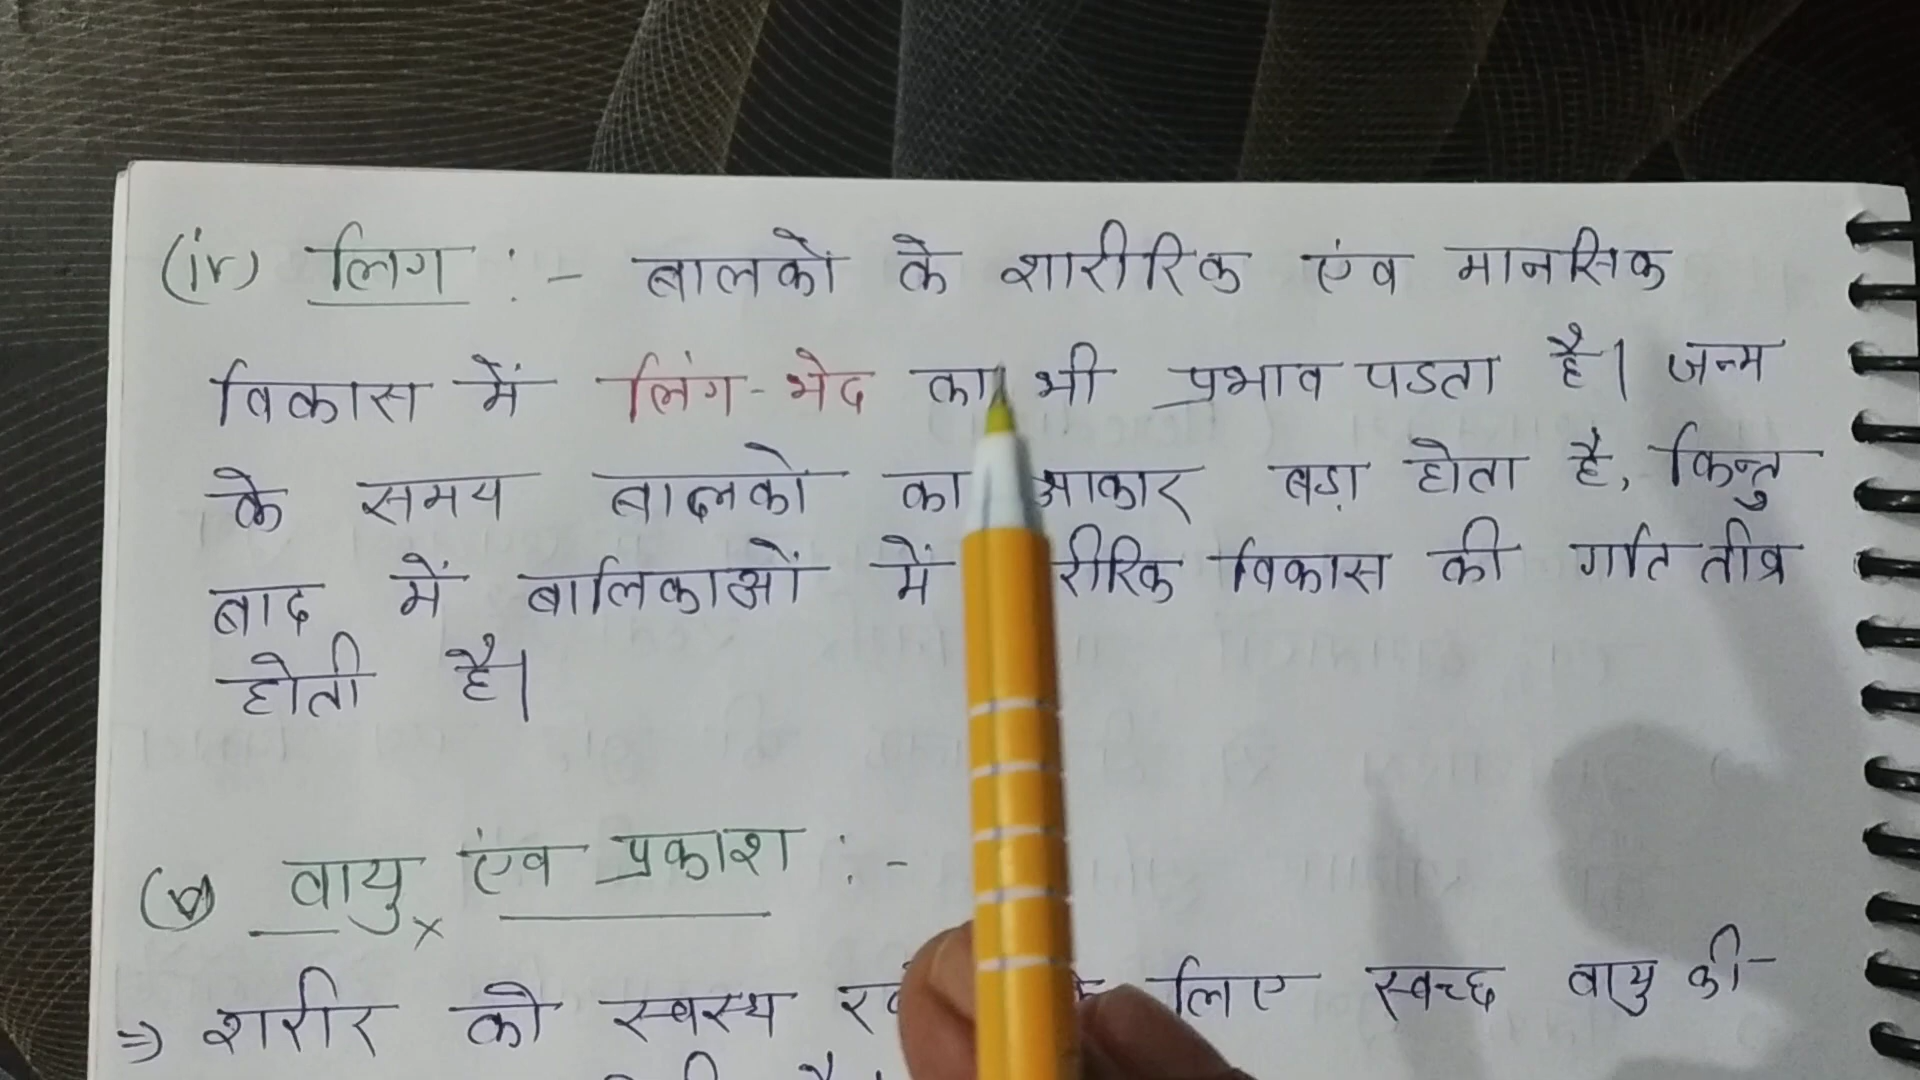 (iv) लिग :- बालको के शारीरिक एंव मानसिक
विकास में लिंग-भेद का भी प्रभाव पडता है। जन्म
के समय बालको का आकार बड़ा होता है, किन्तु
बाद में बालिकाओं में रीरिक विकास की गति तीव्र
होती है।
(v) वायु एंव प्रकाश :-
⇒ शरीर को स्वस्थ लिए स्वच्छ वायु की-